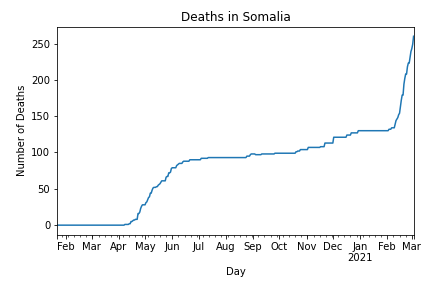 Deaths in Somalia
Number of Deaths
250
200
150
100
50
0
Feb Mar Apr May Jun Jul Aug Sep Oct Nov Dec Jan Feb Mar
2021
Day